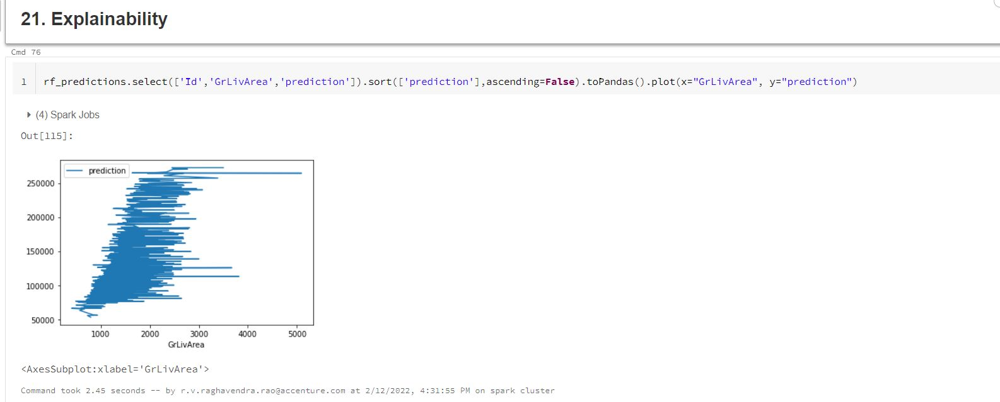 21. Explainability
Cmd 76
1 rf_predictions.select(['Id','GrLivArea','prediction']).sort(['prediction'],ascending=False).toPandas().plot(x="GrLivArea", y="prediction")
(4) Spark Jobs
Out[115]:
prediction
250000
200000
150000
100000
50000
1000 2000 3000 4000 5000
GrLivArea
<AxesSubplot:xlabel='GrLivArea'>
Command took 2.45 seconds -- by r.v.raghavendra.rao@accenture.com at 2/12/2022, 4:31:55 PM on spark cluster